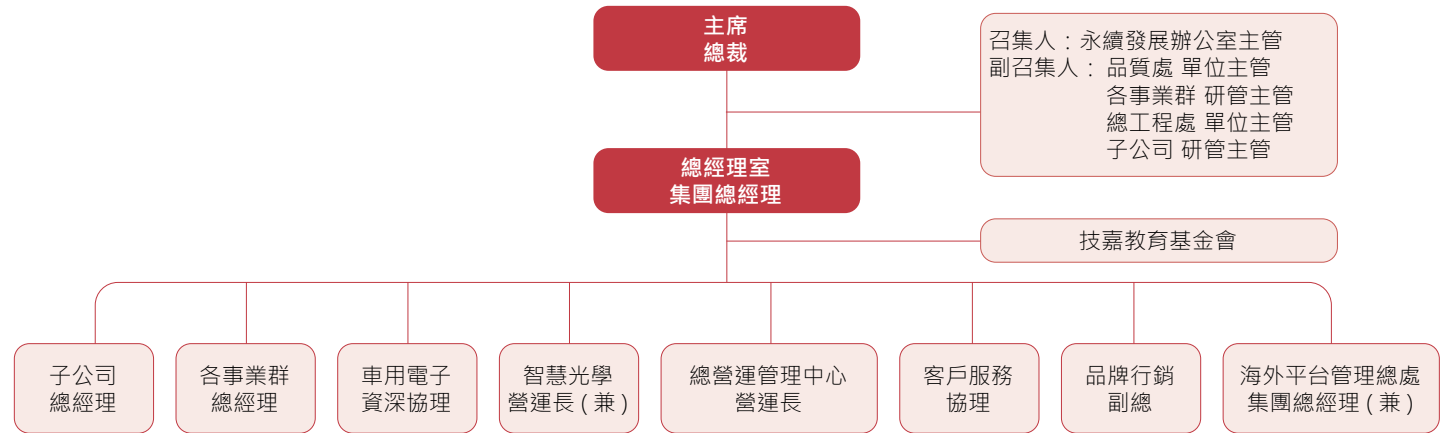 主席
總裁
召集人：永續發展辦公室主管
副召集人： 品質處 單位主管
各事業群 研管主管
總工程處 單位主管
子公司 研管主管
總經理室
集團總經理
技嘉教育基金會
子公司
總經理
各事業群
總經理
車用電子
資深協理
智慧光學
營運長 ( 兼 )
總營運管理中心
營運長
客戶服務
協理
品牌行銷
副總
海外平台管理總處
集團總經理 ( 兼 )